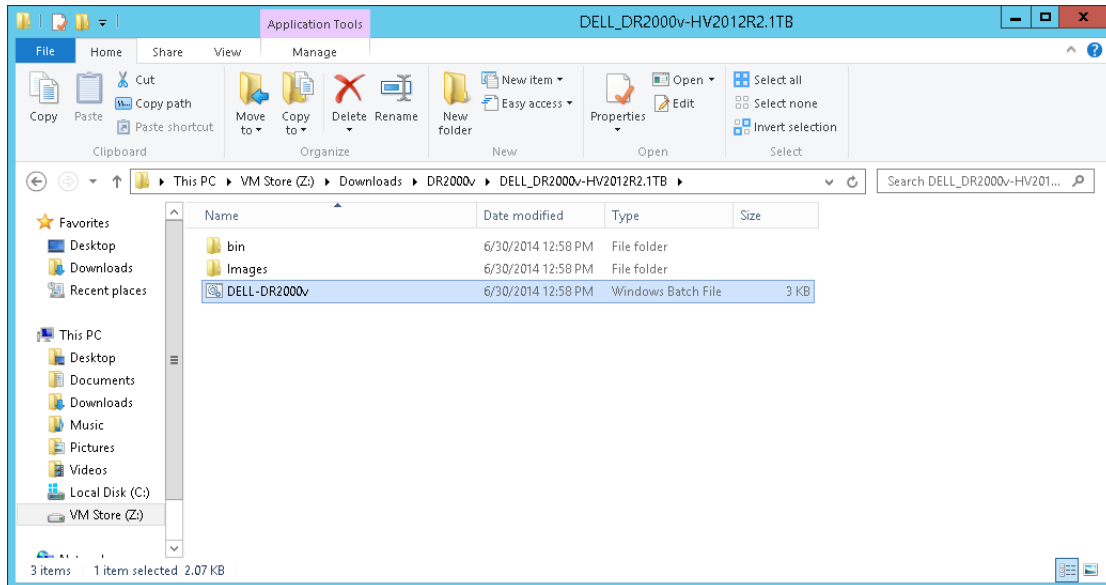 Application Tools
DELL_DR2000v-HV2012R2.1TB
File Home Share View Manage
Copy
Paste
Cut
Copy path
Paste shortcut
Clipboard
Move to
Copy to
Delete
Rename
Organize
New folder
New item
Easy access
New
Properties
Open
Edit
Open
Select all
Select none
Invert selection
Select
This PC VM Store (Z:) Downloads DR2000v DELL_DR2000v-HV2012R2.1TB
Search DELL_DR2000v-HV201...
Favorites
Desktop
Downloads
Recent places
This PC
Desktop
Documents
Downloads
Music
Pictures
Videos
Local Disk (C:)
VM Store (Z:)
Name Date modified Type Size
bin 6/30/2014 12:58 PM File folder
Images 6/30/2014 12:58 PM File folder
DELL-DR2000v 6/30/2014 12:58 PM Windows Batch File 3 KB
3 items 1 item selected 2.07 KB